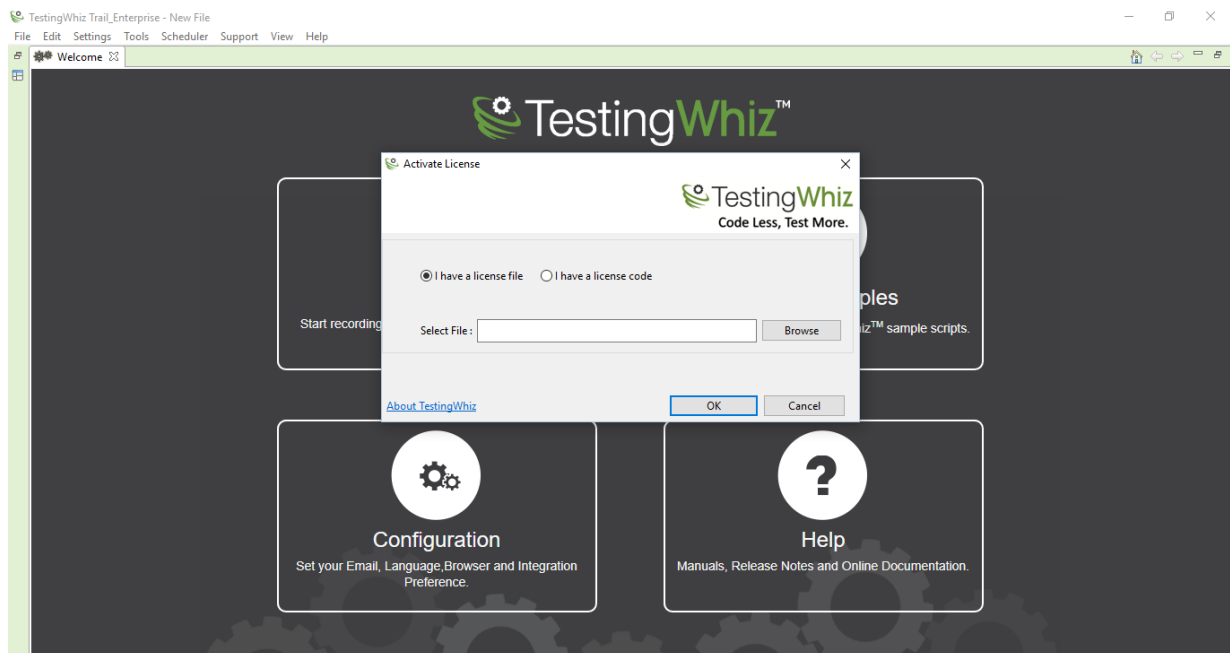 TestingWhiz Trail_Enterprise - New File
File Edit Settings Tools Scheduler Support View Help
Welcome
TestingWhiz™
Activate License
TestingWhiz
Code Less, Test More.
I have a license file I have a license code
Select File : Browse
About TestingWhiz OK Cancel
Start recording
ples
iz™ sample scripts.
Configuration
Set your Email, Language,Browser and Integration
Preference.
Help
Manuals, Release Notes and Online Documentation.